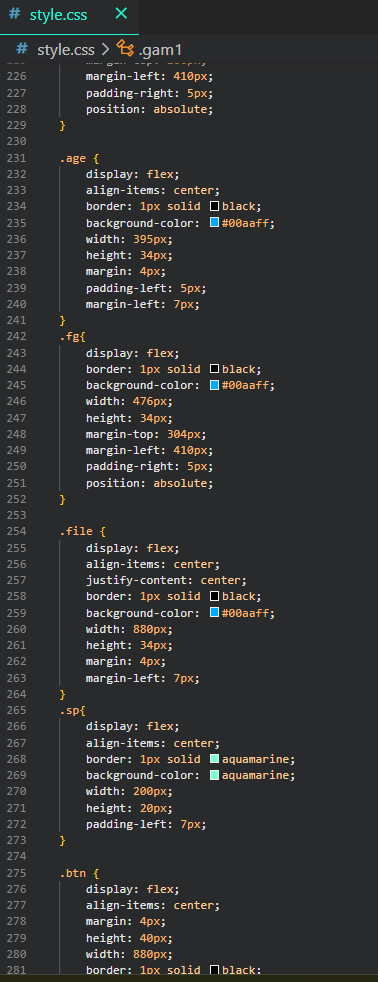 # style.css ×
# style.css > .gam1
226 margin-left: 410px;
227 padding-right: 5px;
228 position: absolute;
229 }
230
231 .age {
232 display: flex;
233 align-items: center;
234 border: 1px solid black;
235 background-color: #00aaff;
236 width: 395px;
237 height: 34px;
238 margin: 4px;
239 padding-left: 5px;
240 margin-left: 7px;
241 }
242 .fg{
243 display: flex;
244 border: 1px solid black;
245 background-color: #00aaff;
246 width: 476px;
247 height: 34px;
248 margin-top: 304px;
249 margin-left: 410px;
250 padding-right: 5px;
251 position: absolute;
252 }
253
254 .file {
255 display: flex;
256 align-items: center;
257 justify-content: center;
258 border: 1px solid black;
259 background-color: #00aaff;
260 width: 880px;
261 height: 34px;
262 margin: 4px;
263 margin-left: 7px;
264 }
265 .sp{
266 display: flex;
267 align-items: center;
268 border: 1px solid aquamarine;
269 background-color: aquamarine;
270 width: 200px;
271 height: 20px;
272 padding-left: 7px;
273 }
274
275 .btn {
276 display: flex;
277 align-items: center;
278 margin: 4px;
279 height: 40px;
280 width: 880px;
281 border: 1px solid black;